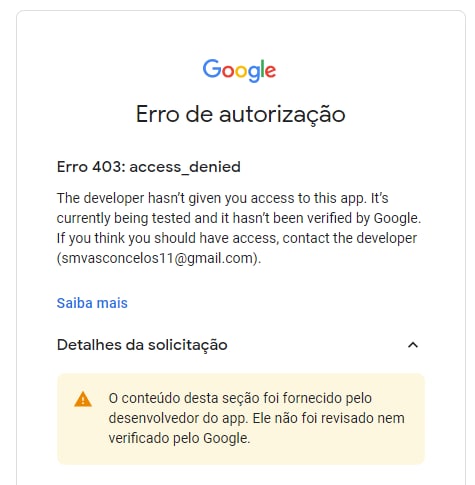 Google
Erro de autorização
Erro 403: access_denied
The developer hasn’t given you access to this app. It’s
currently being tested and it hasn’t been verified by Google.
If you think you should have access, contact the developer
(smvasconcelos11@gmail.com).
Saiba mais
Detalhes da solicitação
O conteúdo desta seção foi fornecido pelo
desenvolvedor do app. Ele não foi revisado nem
verificado pelo Google.